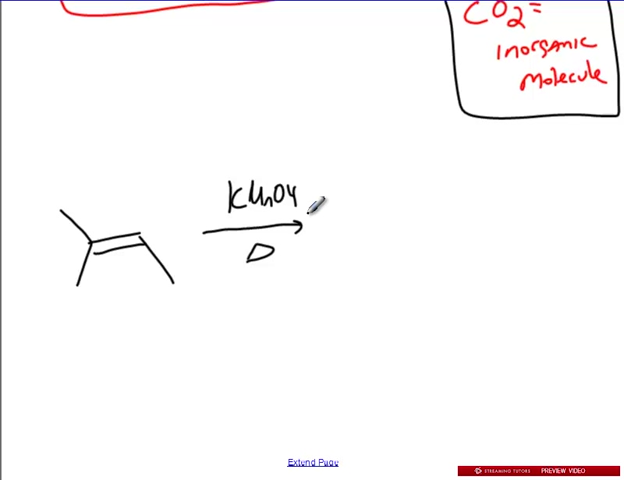 CO2=
inorganic
molecule
KMnO4
Δ
Extend Page
STREAMING TUTORS PREVIEW VIDEO